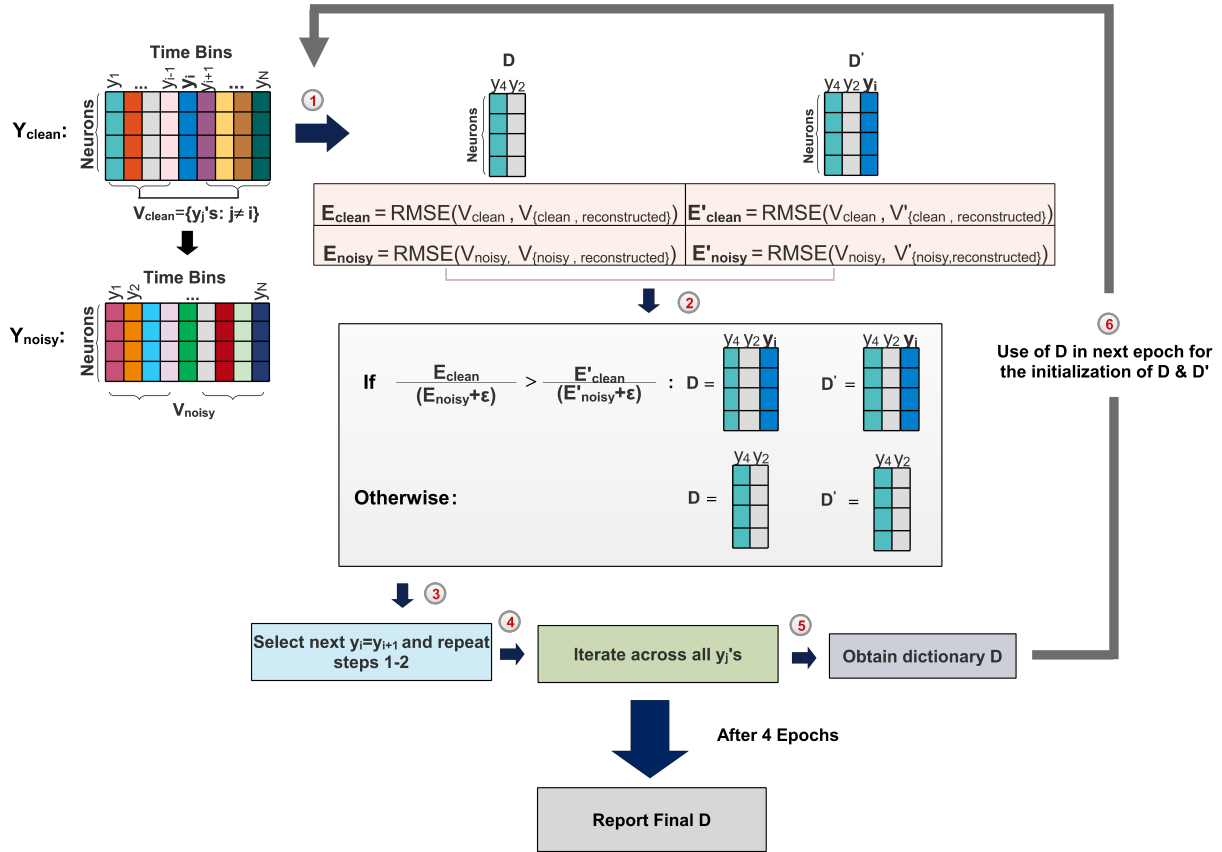 Time Bins
y1 ... yi-1 yi yi+1 ... yN
Yclean:
Neurons
Vclean={yj's: j≠ i}
Time Bins
y1 y2 ... yN
Ynoisy:
Neurons
Vnoisy
1
D
y4 y2
Neurons
D'
y4 y2 yi
Neurons
Eclean = RMSE(Vclean , V{clean , reconstructed})
E'clean = RMSE(Vclean , V'{clean , reconstructed})
Enoisy = RMSE(Vnoisy, V{noisy , reconstructed})
E'noisy = RMSE(Vnoisy, V'{noisy,reconstructed})
2
If Eclean/(Enoisy+ε) > E'clean/(E'noisy+ε) : D = y4 y2 yi D' = y4 y2 yi
Otherwise: D = y4 y2 D' = y4 y2
3
Select next yi=yi+1 and repeat
steps 1-2
4
Iterate across all yj's
5
Obtain dictionary D
6
Use of D in next epoch for
the initialization of D & D'
After 4 Epochs
Report Final D